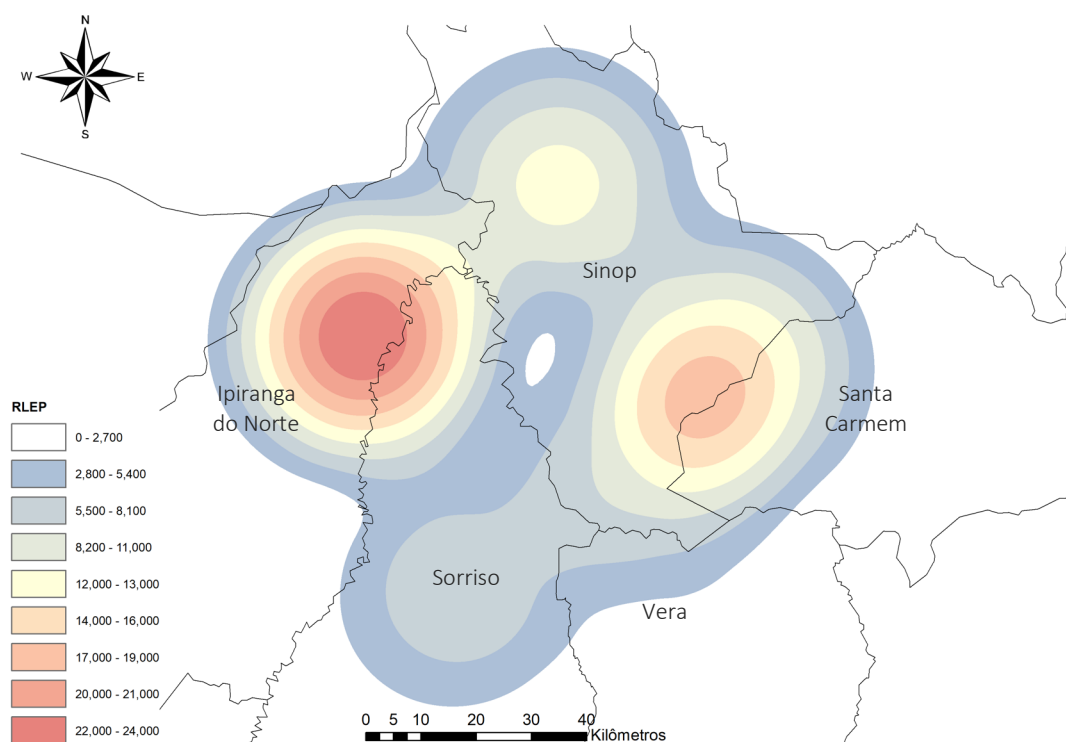 N
W
E
S
Sinop
Ipiranga
do Norte
Santa
Carmem
Sorriso
Vera
RLEP
0 - 2,700
2,800 - 5,400
5,500 - 8,100
8,200 - 11,000
12,000 - 13,000
14,000 - 16,000
17,000 - 19,000
20,000 - 21,000
22,000 - 24,000
0 5 10 20 30 40
Kilômetros